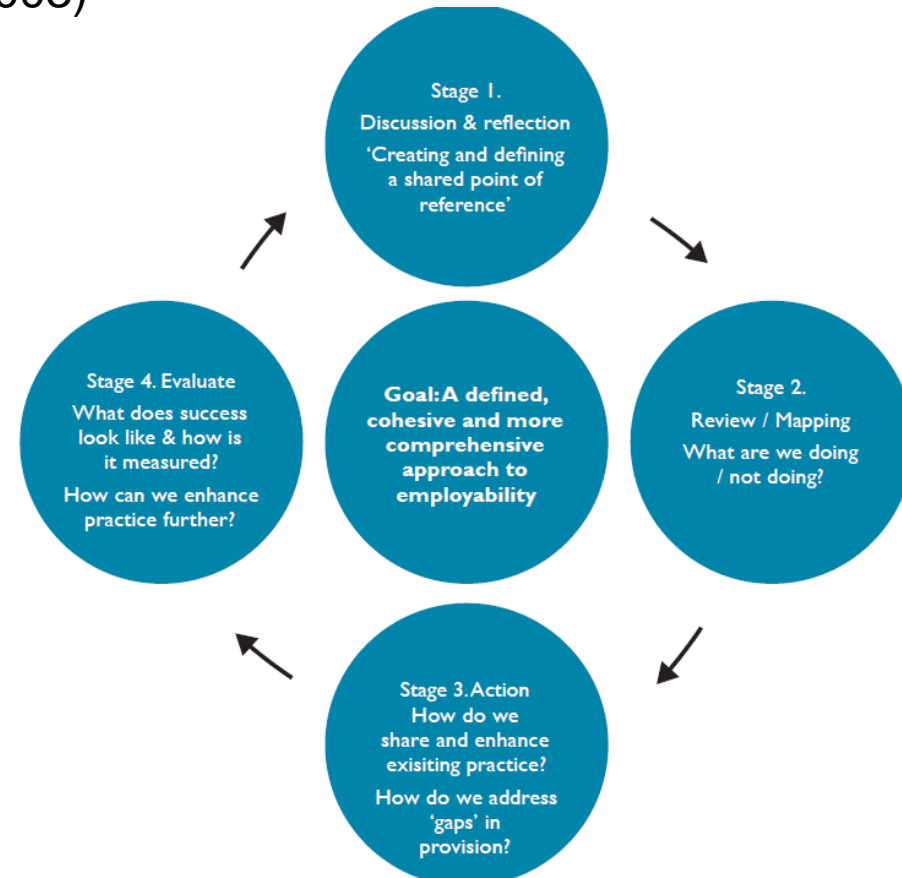 Stage 1.
Discussion & reflection
‘Creating and defining
a shared point of
reference’
Stage 2.
Review / Mapping
What are we doing
/ not doing?
Stage 3. Action
How do we
share and enhance
exisiting practice?
How do we address
‘gaps’ in
provision?
Stage 4. Evaluate
What does success
look like & how is
it measured?
How can we enhance
practice further?
Goal: A defined,
cohesive and more
comprehensive
approach to
employability